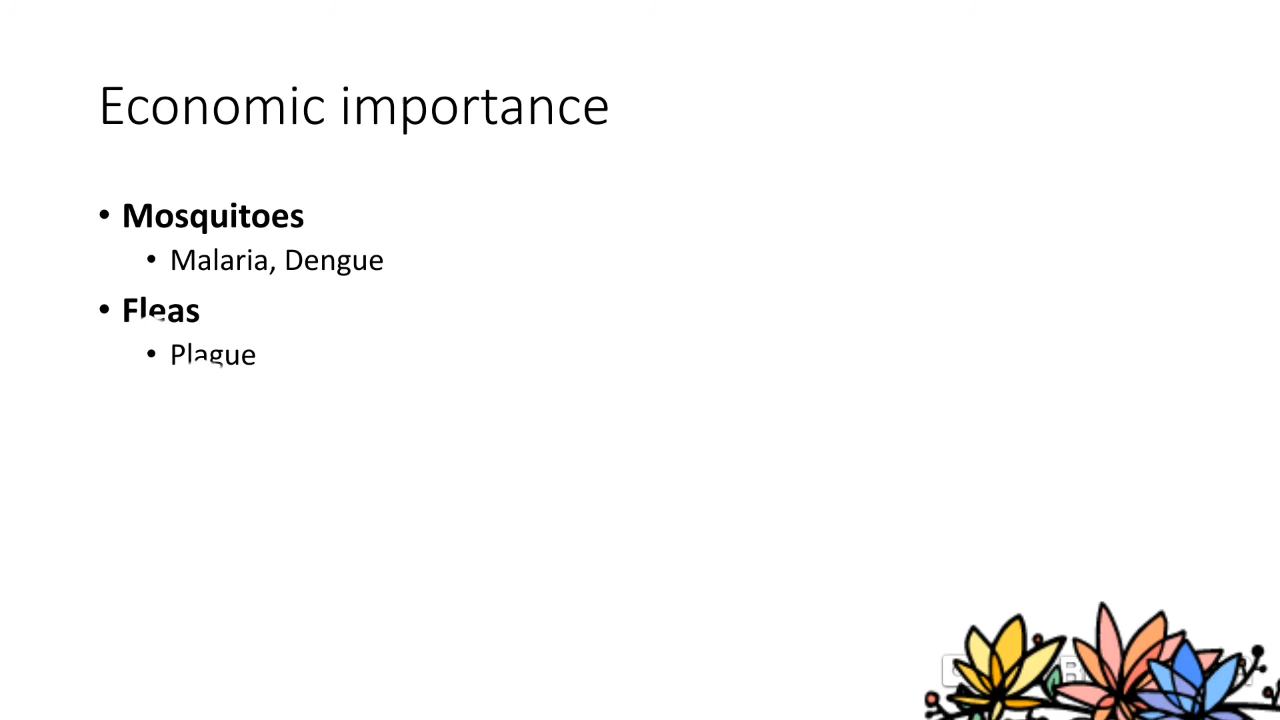 Economic importance
• Mosquitoes
• Malaria, Dengue
• Fleas
• Plague